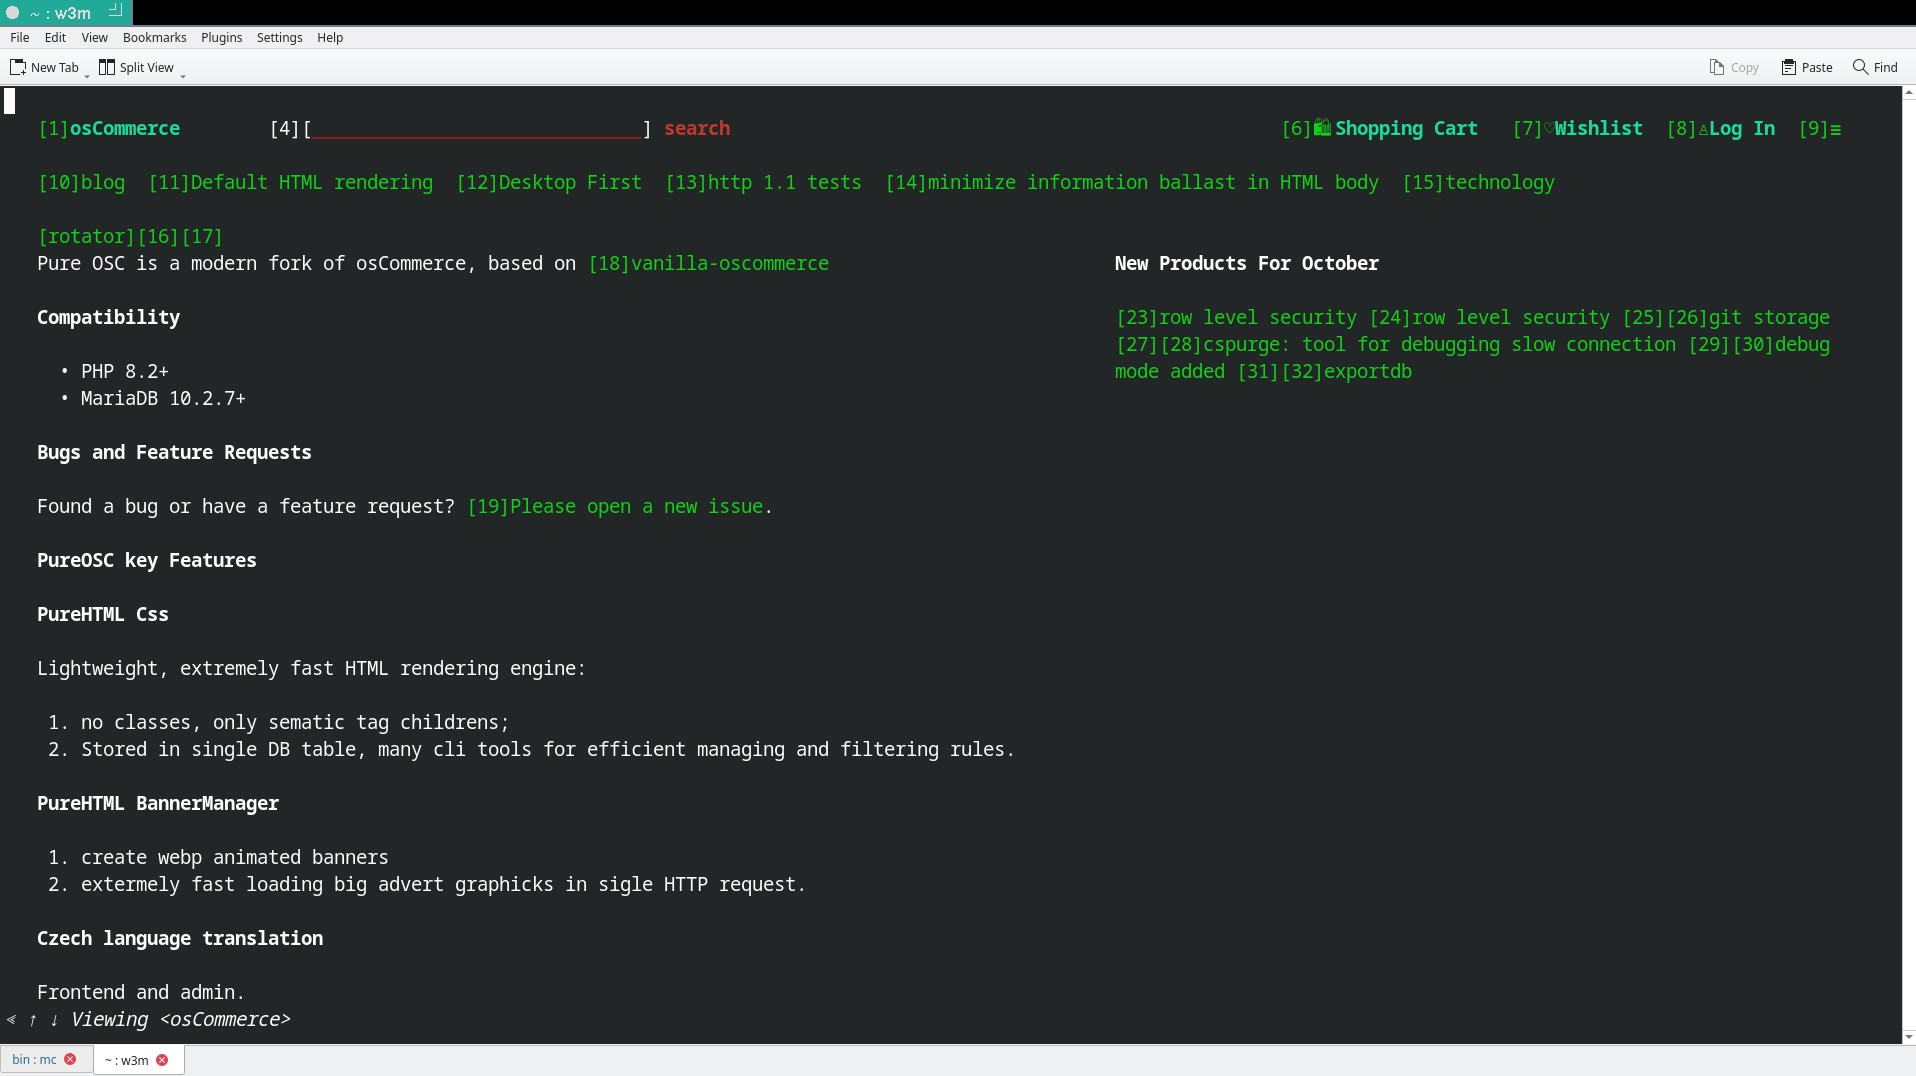 ~ : w3m
File Edit View Bookmarks Plugins Settings Help
New Tab Split View Copy Paste Find
[1]osCommerce [4][______________________________] search [6]🛍Shopping Cart [7]♡Wishlist [8]♙Log In [9]≡
[10]blog [11]Default HTML rendering [12]Desktop First [13]http 1.1 tests [14]minimize information ballast in HTML body [15]technology
[rotator][16][17]
Pure OSC is a modern fork of osCommerce, based on [18]vanilla-oscommerce
Compatibility
• PHP 8.2+
• MariaDB 10.2.7+
Bugs and Feature Requests
Found a bug or have a feature request? [19]Please open a new issue.
PureOSC key Features
PureHTML Css
Lightweight, extremely fast HTML rendering engine:
1. no classes, only sematic tag childrens;
2. Stored in single DB table, many cli tools for efficient managing and filtering rules.
PureHTML BannerManager
1. create webp animated banners
2. extermely fast loading big advert graphicks in sigle HTTP request.
Czech language translation
Frontend and admin.
New Products For October
[23]row level security [24]row level security [25][26]git storage
[27][28]cspurge: tool for debugging slow connection [29][30]debug
mode added [31][32]exportdb
⪡ ↑ ↓ Viewing <osCommerce>
bin : mc ~ : w3m